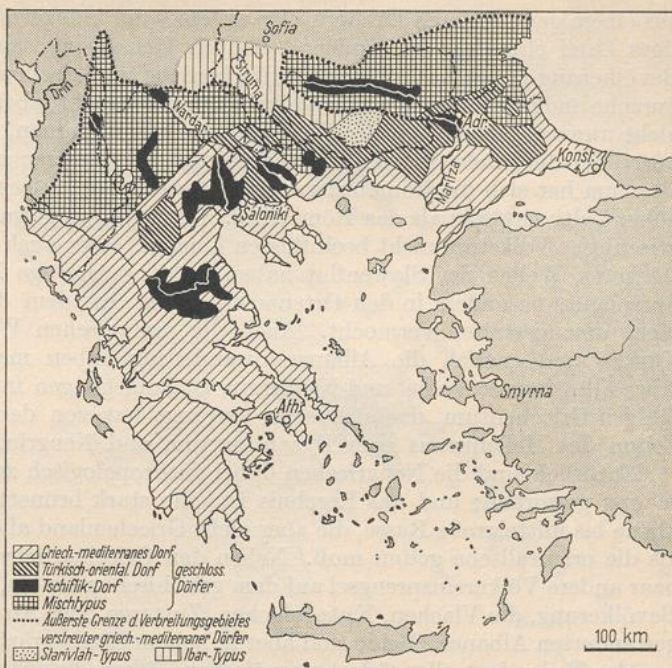 Sofia
Drin
Struma
Wardar
Adr.
Maritza
Konst.
Saloniki
Smyrna
Ath.
Griech.-mediterranes Dorf
Türkisch-oriental. Dorf
Tschiflik-Dorf
Mischtypus
geschloss.
Dörfer
Äußerste Grenze d. Verbreitungsgebietes
verstreuter griech.-mediterraner Dörfer
Starivlah-Typus
Ibar-Typus
100 km